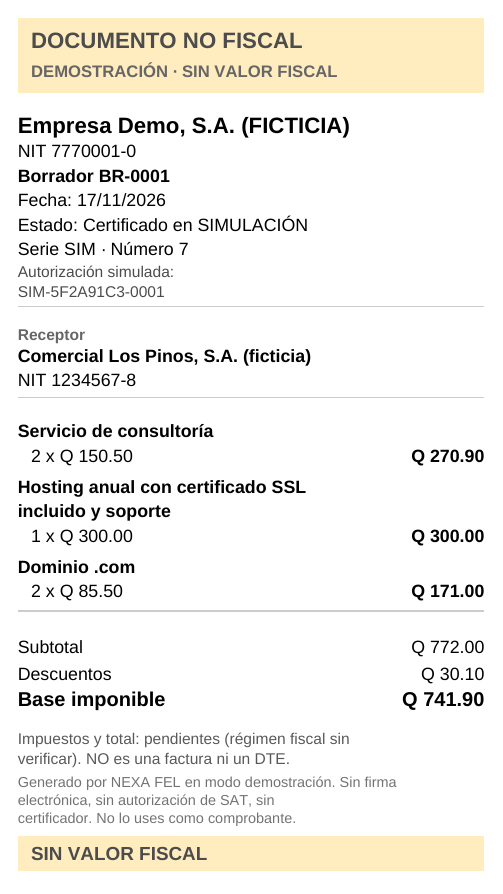 DOCUMENTO NO FISCAL
DEMOSTRACIÓN · SIN VALOR FISCAL
Empresa Demo, S.A. (FICTICIA)
NIT 7770001-0
Borrador BR-0001
Fecha: 17/11/2026
Estado: Certificado en SIMULACIÓN
Serie SIM · Número 7
Autorización simulada:
SIM-5F2A91C3-0001
Receptor
Comercial Los Pinos, S.A. (ficticia)
NIT 1234567-8
Servicio de consultoría
2 x Q 150.50 Q 270.90
Hosting anual con certificado SSL
incluido y soporte
1 x Q 300.00 Q 300.00
Dominio .com
2 x Q 85.50 Q 171.00
Subtotal Q 772.00
Descuentos Q 30.10
Base imponible Q 741.90
Impuestos y total: pendientes (régimen fiscal sin
verificar). NO es una factura ni un DTE.
Generado por NEXA FEL en modo demostración. Sin firma
electrónica, sin autorización de SAT, sin
certificador. No lo uses como comprobante.
SIN VALOR FISCAL